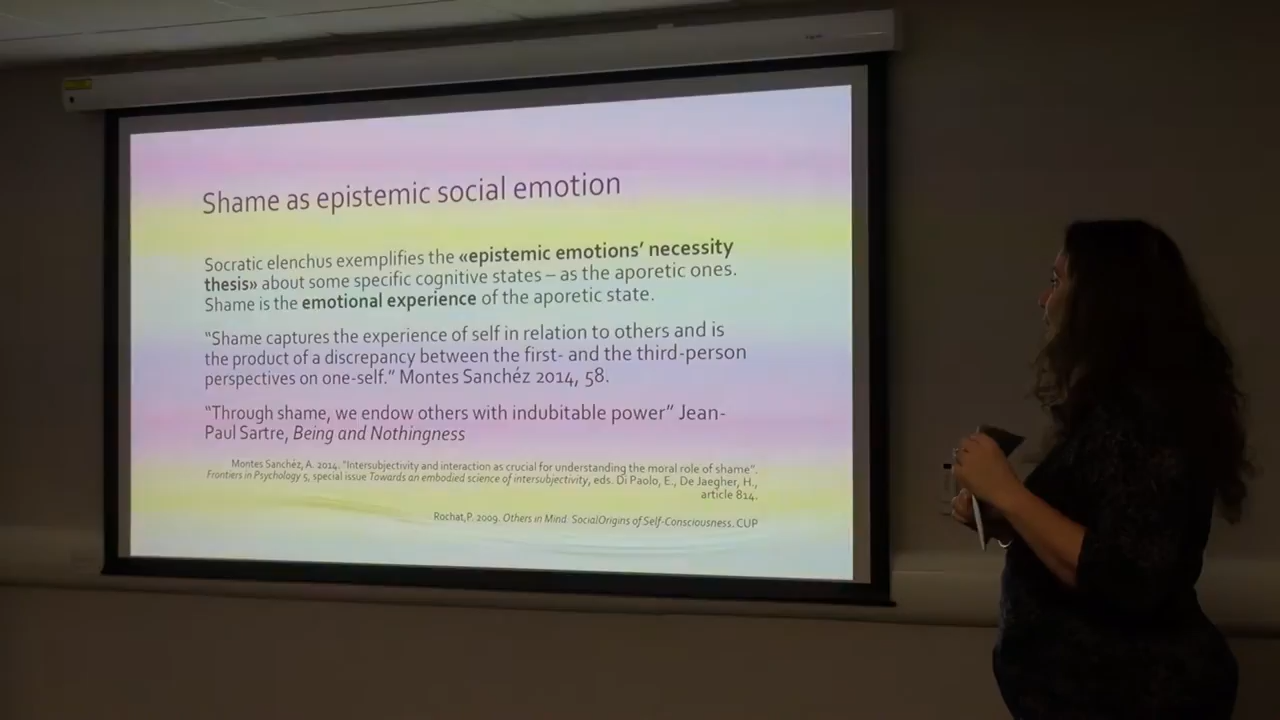 Shame as epistemic social emotion
Socratic elenchus exemplifies the «epistemic emotions’ necessity
thesis» about some specific cognitive states – as the aporetic ones.
Shame is the emotional experience of the aporetic state.
“Shame captures the experience of self in relation to others and is
the product of a discrepancy between the first- and the third-person
perspectives on one-self.” Montes Sanchéz 2014, 58.
“Through shame, we endow others with indubitable power” Jean-
Paul Sartre, Being and Nothingness
Montes Sanchéz, A. 2014. “Intersubjectivity and interaction as crucial for understanding the moral role of shame”.
Frontiers in Psychology 5, special issue Towards an embodied science of intersubjectivity, eds. Di Paolo, E., De Jaegher, H.,
article 814.
Rochat, P. 2009. Others in Mind. SocialOrigins of Self-Consciousness. CUP